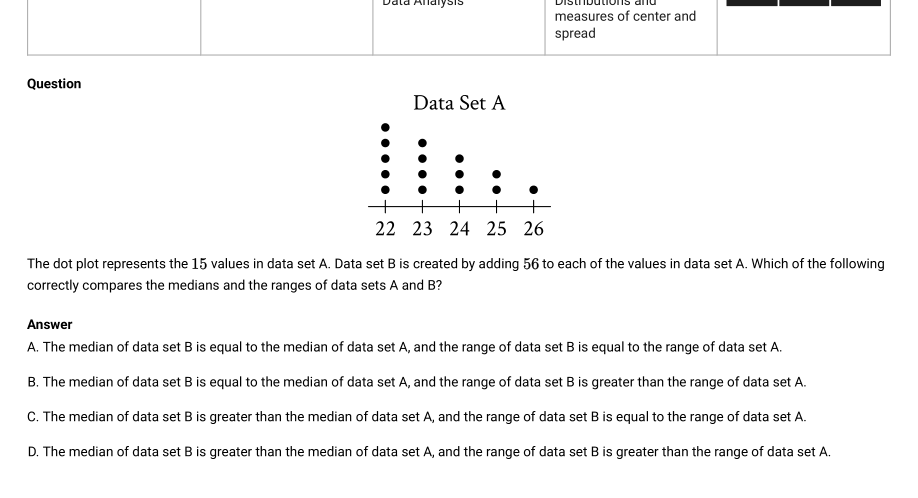 Data Analysis
Distributions and
measures of center and
spread
Question
Data Set A
22 23 24 25 26
The dot plot represents the 15 values in data set A. Data set B is created by adding 56 to each of the values in data set A. Which of the following
correctly compares the medians and the ranges of data sets A and B?
Answer
A. The median of data set B is equal to the median of data set A, and the range of data set B is equal to the range of data set A.
B. The median of data set B is equal to the median of data set A, and the range of data set B is greater than the range of data set A.
C. The median of data set B is greater than the median of data set A, and the range of data set B is equal to the range of data set A.
D. The median of data set B is greater than the median of data set A, and the range of data set B is greater than the range of data set A.